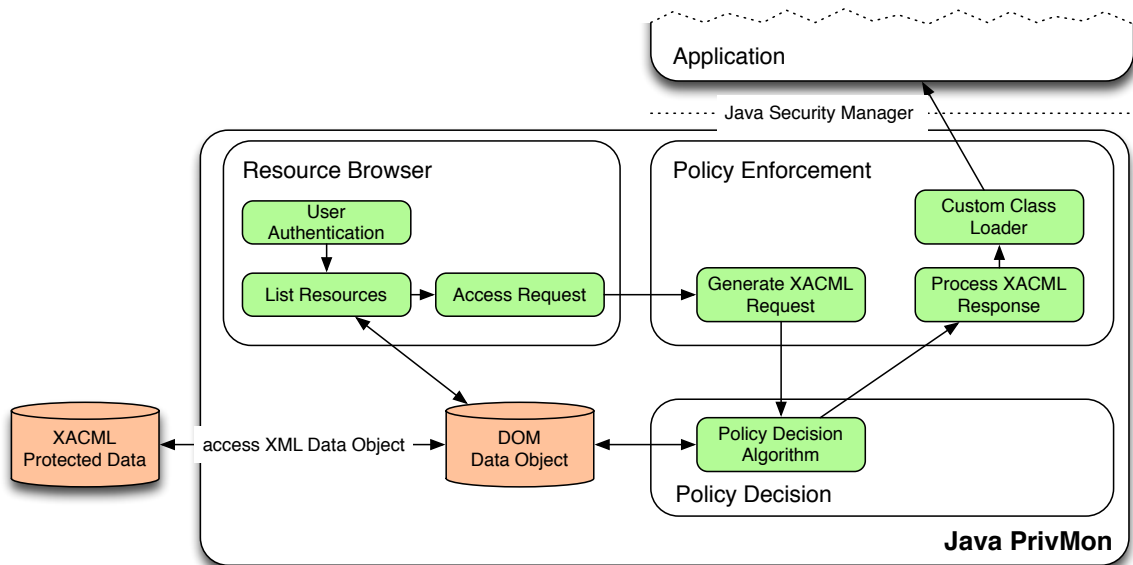 Application
Java Security Manager
Resource Browser
User
Authentication
List Resources
Access Request
Policy Enforcement
Custom Class
Loader
Generate XACML
Request
Process XACML
Response
XACML
Protected Data
access XML Data Object
DOM
Data Object
Policy Decision
Algorithm
Policy Decision
Java PrivMon